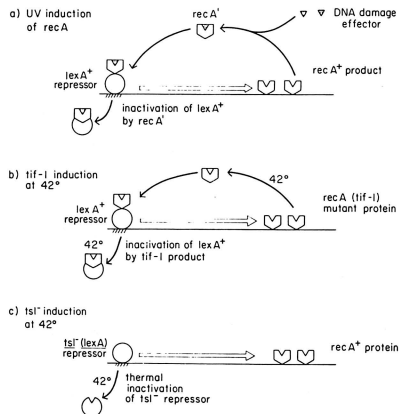 a) UV induction
of recA
recA'
DNA damage
effector
lexA+
repressor
recA+ product
inactivation of lexA+
by recA'
b) tif-1 induction
at 42°
42°
lex A+
repressor
recA (tif-1)
mutant protein
42°
inactivation of lexA+
by tif-1 product
c) tsl- induction
at 42°
tsl- (lexA)
repressor
recA+ protein
42°
thermal
inactivation
of tsl- repressor